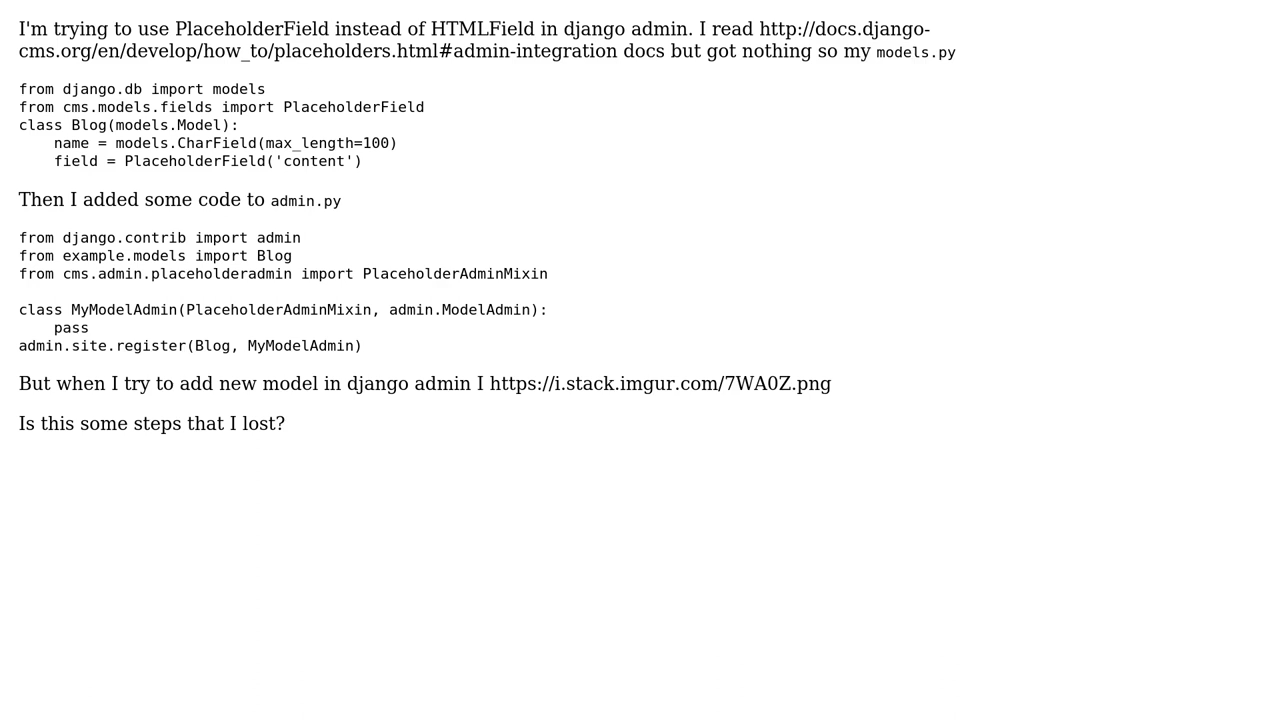 I'm trying to use PlaceholderField instead of HTMLField in django admin. I read http://docs.django-
cms.org/en/develop/how_to/placeholders.html#admin-integration docs but got nothing so my models.py
from django.db import models
from cms.models.fields import PlaceholderField
class Blog(models.Model):
    name = models.CharField(max_length=100)
    field = PlaceholderField('content')
Then I added some code to admin.py
from django.contrib import admin
from example.models import Blog
from cms.admin.placeholderadmin import PlaceholderAdminMixin
class MyModelAdmin(PlaceholderAdminMixin, admin.ModelAdmin):
    pass
admin.site.register(Blog, MyModelAdmin)
But when I try to add new model in django admin I https://i.stack.imgur.com/7WA0Z.png
Is this some steps that I lost?